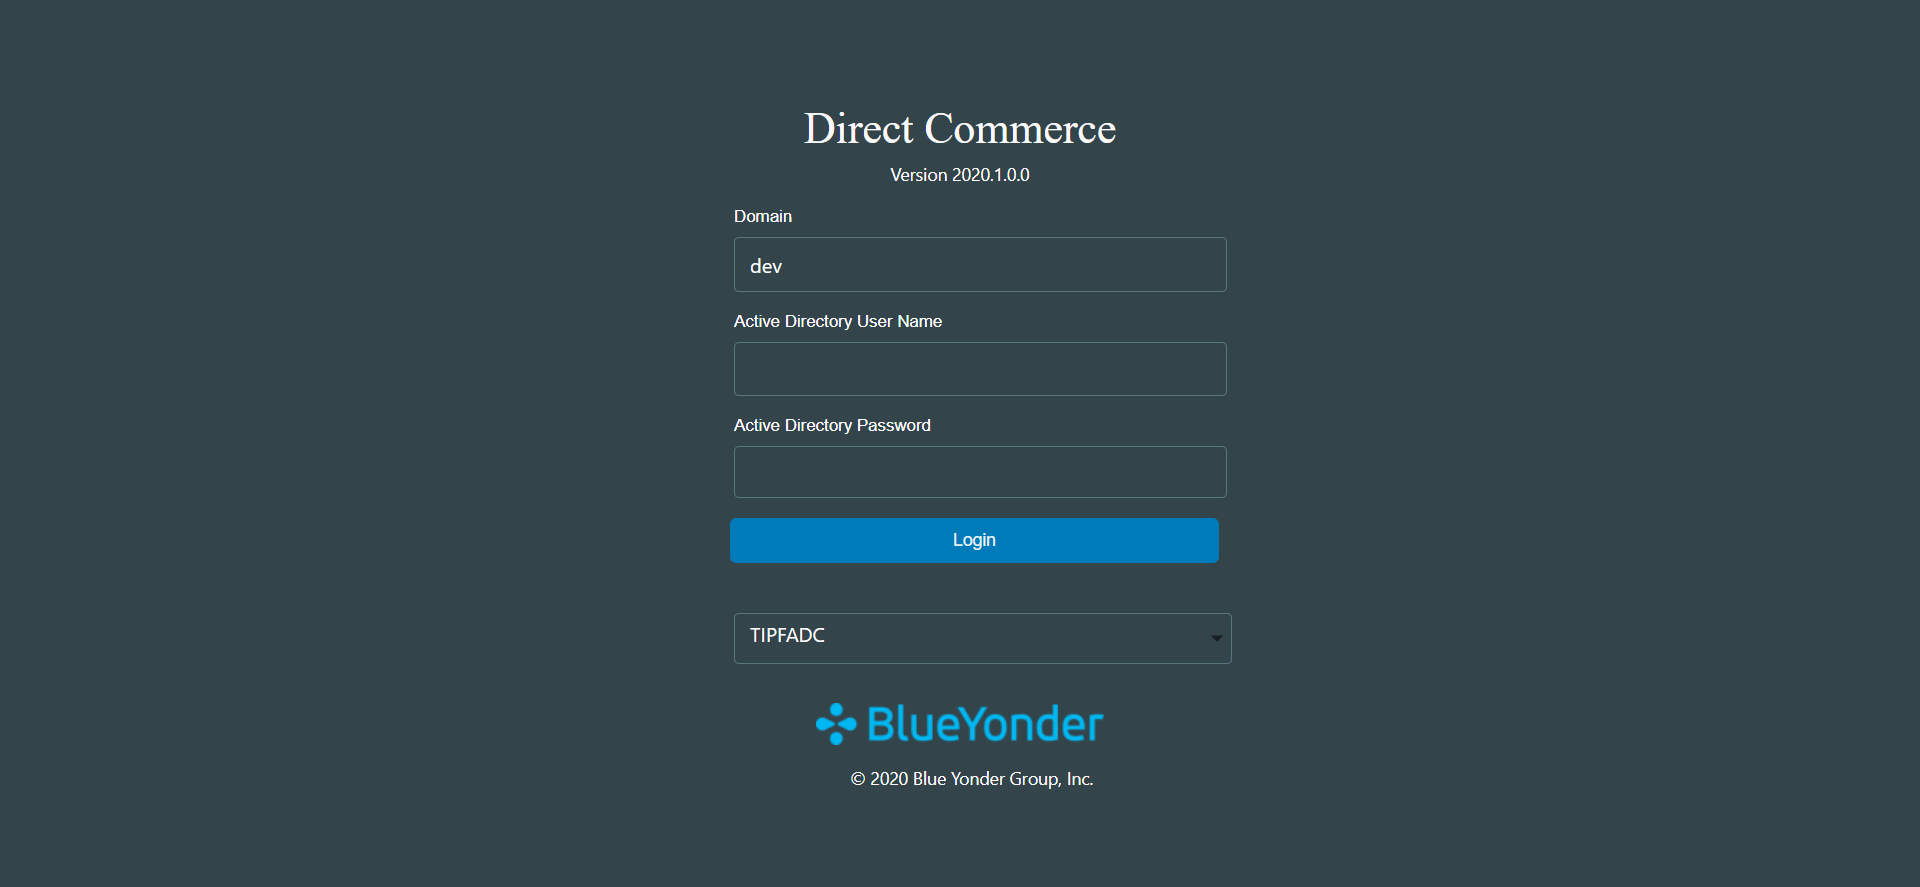 Direct Commerce
Version 2020.1.0.0
Domain
dev
Active Directory User Name
Active Directory Password
Login
TIPFADC
BlueYonder
© 2020 Blue Yonder Group, Inc.